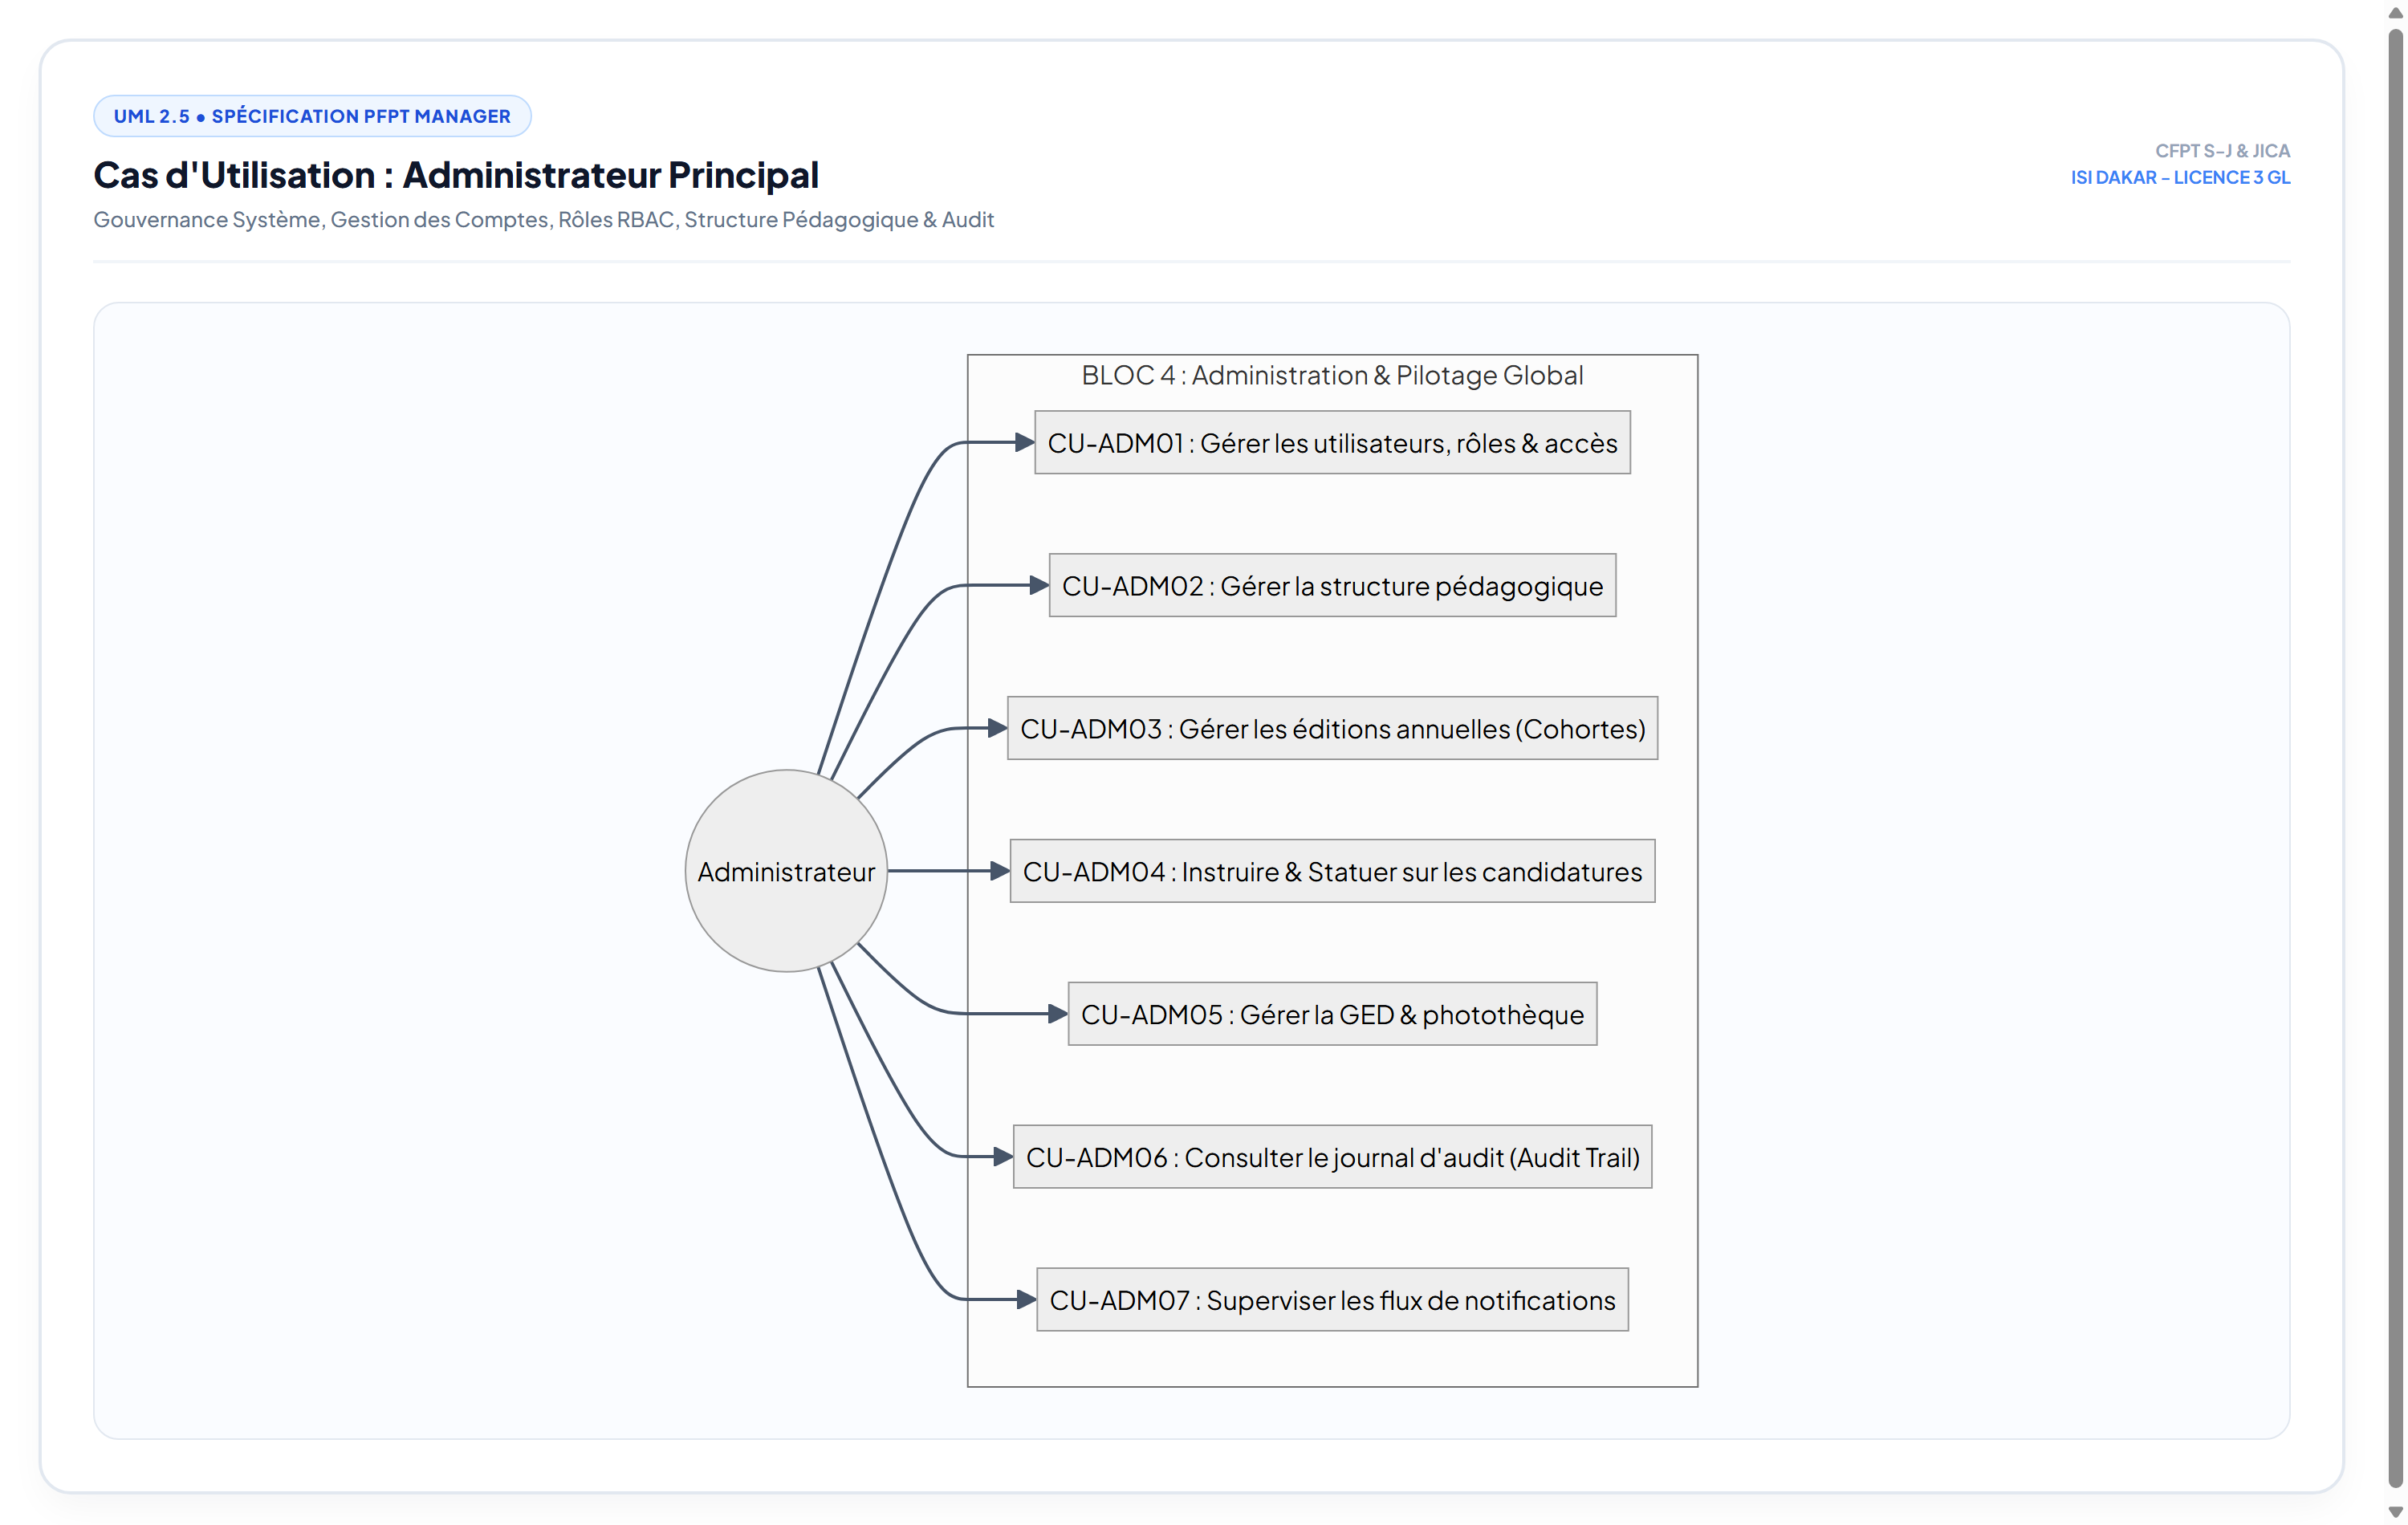 UML 2.5 ● SPÉCIFICATION PFPT MANAGER
Cas d'Utilisation : Administrateur Principal
Gouvernance Système, Gestion des Comptes, Rôles RBAC, Structure Pédagogique & Audit
CFPT S-J & JICA
ISI DAKAR – LICENCE 3 GL
BLOC 4 : Administration & Pilotage Global
CU-ADM01 : Gérer les utilisateurs, rôles & accès
CU-ADM02 : Gérer la structure pédagogique
CU-ADM03 : Gérer les éditions annuelles (Cohortes)
Administrateur
CU-ADM04 : Instruire & Statuer sur les candidatures
CU-ADM05 : Gérer la GED & photothèque
CU-ADM06 : Consulter le journal d'audit (Audit Trail)
CU-ADM07 : Superviser les flux de notifications